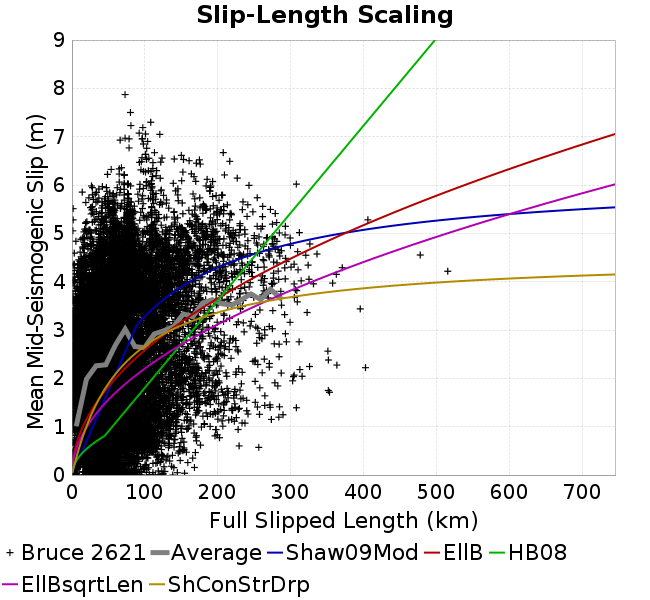 Slip-Length Scaling
Mean Mid-Seismogenic Slip (m)
9
8
7
6
5
4
3
2
1
0
0 100 200 300 400 500 600 700
Full Slipped Length (km)
Bruce 2621 Average Shaw09Mod EllB HB08
EllBsqrtLen ShConStrDrp